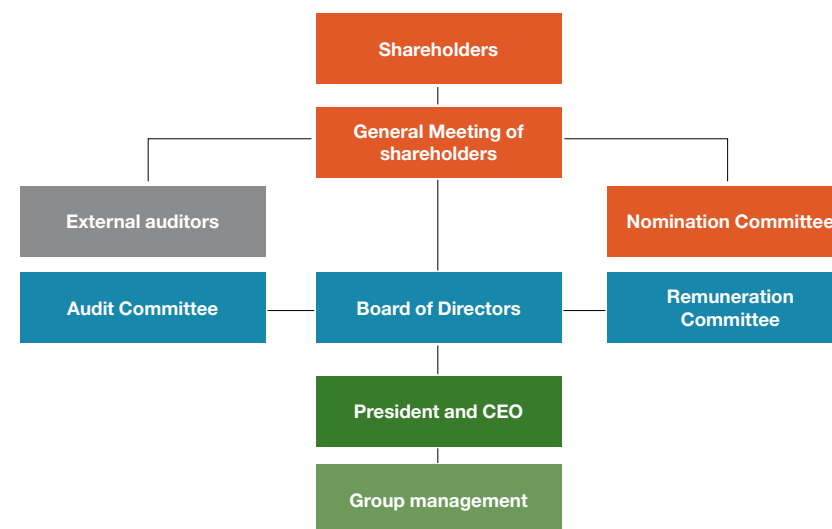 Shareholders
General Meeting of
shareholders
External auditors
Nomination Committee
Audit Committee
Board of Directors
Remuneration
Committee
President and CEO
Group management